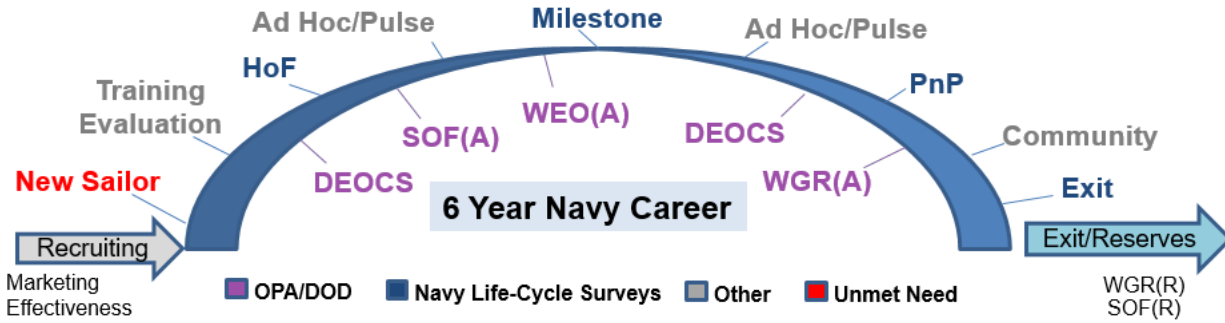 Milestone
Ad Hoc/Pulse
Ad Hoc/Pulse
HoF
PnP
Training
Evaluation
WEO(A)
SOF(A)
DEOCS
DEOCS
WGR(A)
Community
New Sailor
Exit
6 Year Navy Career
Recruiting
Exit/Reserves
Marketing
Effectiveness
OPA/DOD
Navy Life-Cycle Surveys
Other
Unmet Need
WGR(R)
SOF(R)